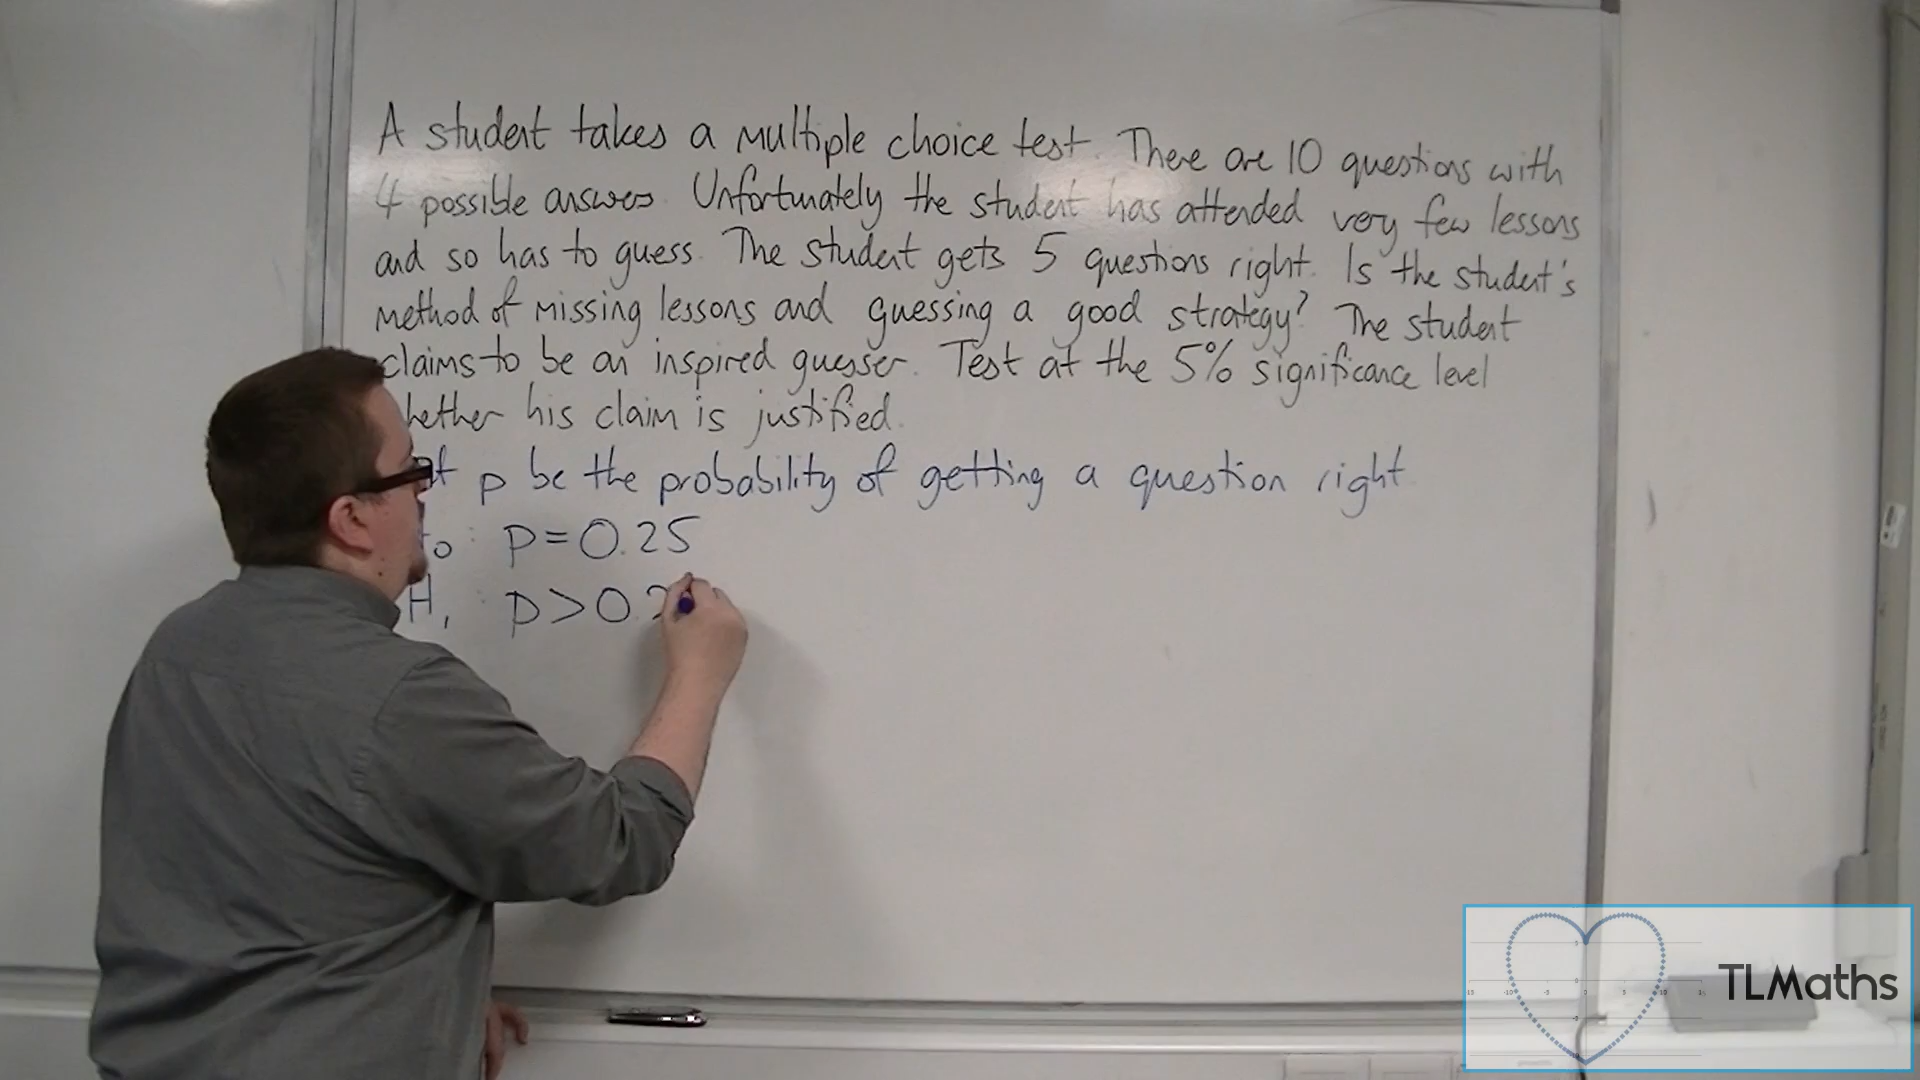 A student takes a multiple choice test. There are 10 questions with
4 possible answers. Unfortunately the student has attended very few lessons
and so has to guess. The student gets 5 questions right. Is the student's
method of missing lessons and guessing a good strategy? The student
claims to be an inspired guesser. Test at the 5% significance level
hether his claim is justified.
p be the probability of getting a question right
p=0.25
H₁ : p>0.2
TLMaths